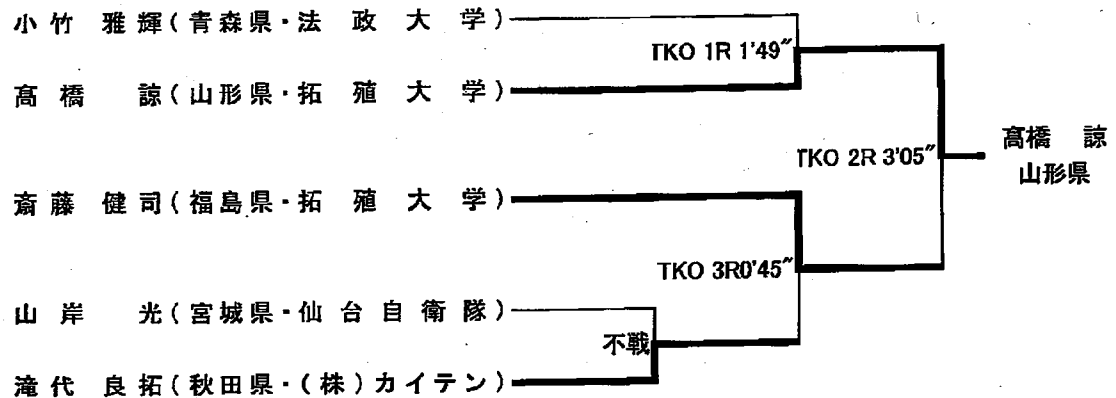 小竹 雅輝(青森県・法政大学)
TKO 1R 1'49"
髙橋 諒(山形県・拓殖大学)
TKO 2R 3'05"
髙橋 諒
山形県
斎藤 健司(福島県・拓殖大学)
TKO 3R0'45"
山岸 光(宮城県・仙台自衛隊)
不戦
滝代 良拓(秋田県・(株)カイテン)